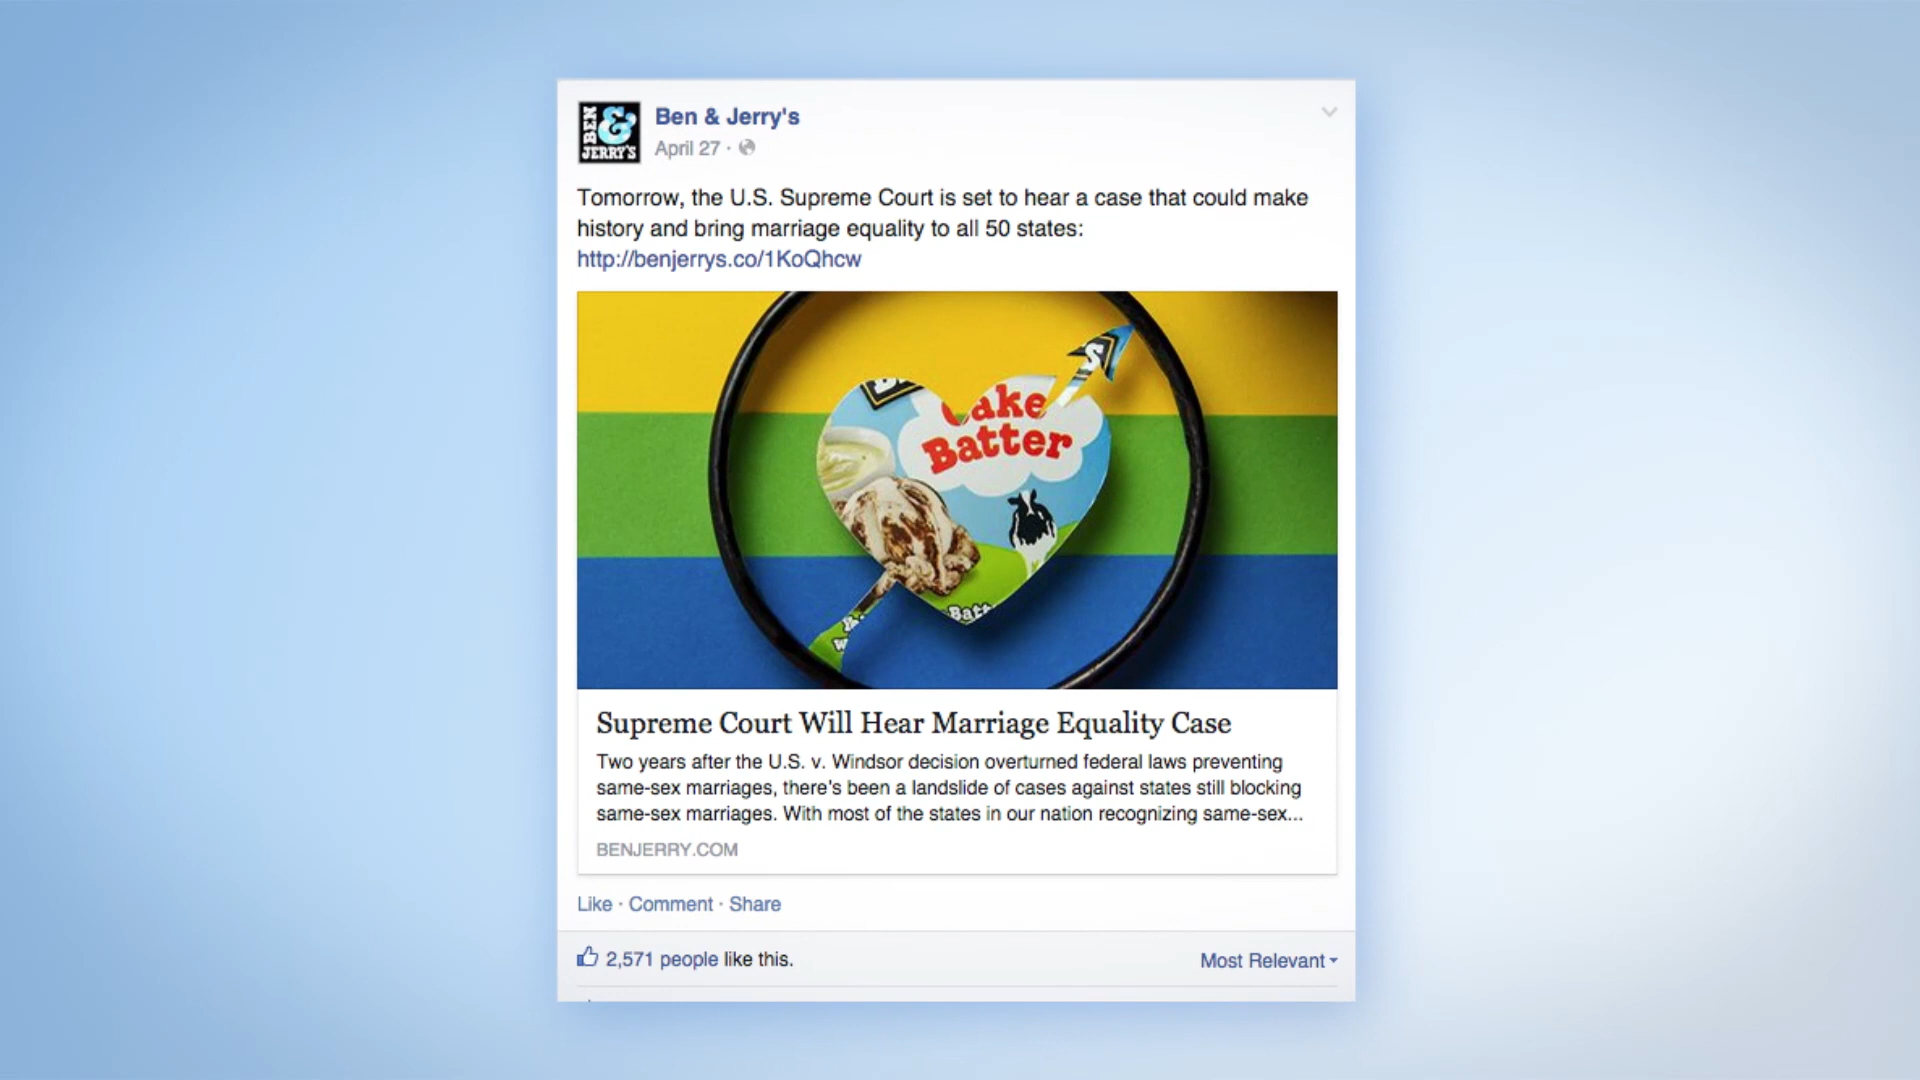 BEN & JERRY'S
Ben & Jerry's
April 27 ·
Tomorrow, the U.S. Supreme Court is set to hear a case that could make
history and bring marriage equality to all 50 states:
http://benjerrys.co/1KoQhcw
S
Cake
Batter
Batt
Supreme Court Will Hear Marriage Equality Case
Two years after the U.S. v. Windsor decision overturned federal laws preventing
same-sex marriages, there's been a landslide of cases against states still blocking
same-sex marriages. With most of the states in our nation recognizing same-sex...
BENJERRY.COM
Like · Comment · Share
2,571 people like this.
Most Relevant